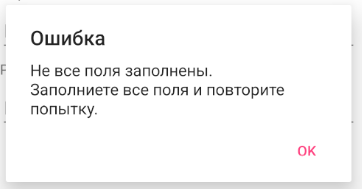 Ошибка
Не все поля заполнены.
Заполниете все поля и повторите
попытку.
OK